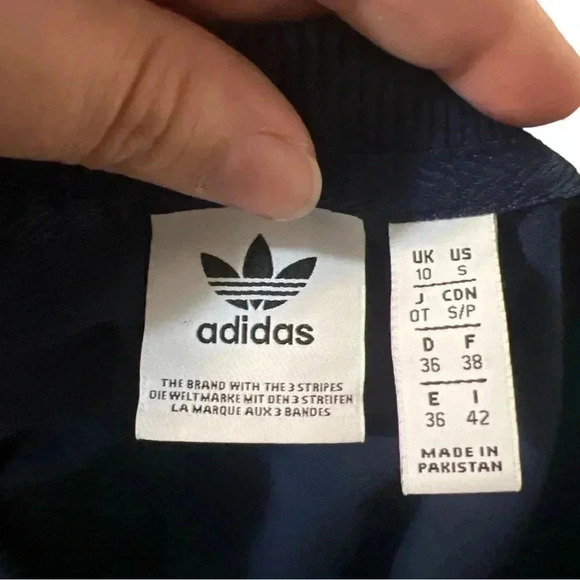 adidas
THE BRAND WITH THE 3 STRIPES
DIE WELTMARKE MIT DEN 3 STREIFEN
LA MARQUE AUX 3 BANDES
UK US
10 S
J CDN
OT S/P
D F
36 38
E I
36 42
MADE IN
PAKISTAN